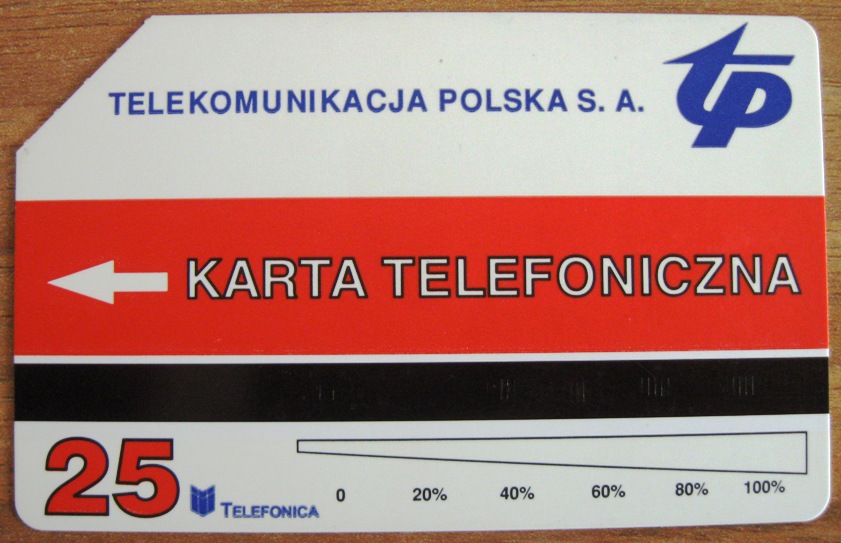 TELEKOMUNIKACJA POLSKA S. A.
tp
KARTA TELEFONICZNA
25
TELEFONICA
0 20% 40% 60% 80% 100%